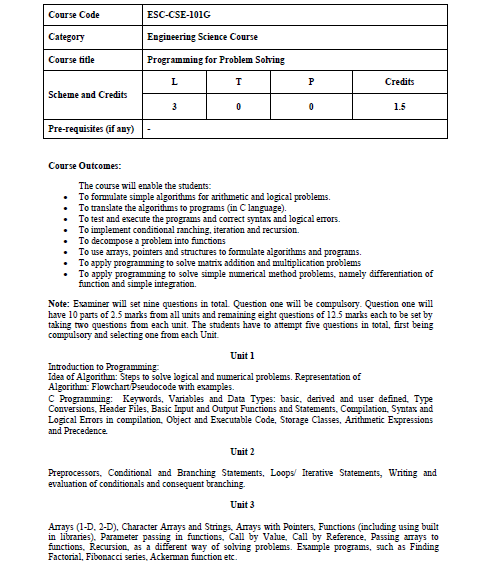 Course Code ESC-CSE-101G
Category Engineering Science Course
Course title Programming for Problem Solving
Scheme and Credits L T P Credits
3 0 0 1.5
Pre-requisites (if any) -
Course Outcomes:
The course will enable the students:
• To formulate simple algorithms for arithmetic and logical problems.
• To translate the algorithms to programs (in C language).
• To test and execute the programs and correct syntax and logical errors.
• To implement conditional ranching, iteration and recursion.
• To decompose a problem into functions
• To use arrays, pointers and structures to formulate algorithms and programs.
• To apply programming to solve matrix addition and multiplication problems
• To apply programming to solve simple numerical method problems, namely differentiation of
function and simple integration.
Note: Examiner will set nine questions in total. Question one will be compulsory. Question one will
have 10 parts of 2.5 marks from all units and remaining eight questions of 12.5 marks each to be set by
taking two questions from each unit. The students have to attempt five questions in total, first being
compulsory and selecting one from each Unit.
Unit 1
Introduction to Programming:
Idea of Algorithm: Steps to solve logical and numerical problems. Representation of
Algorithm: Flowchart/Pseudocode with examples.
C Programming: Keywords, Variables and Data Types: basic, derived and user defined, Type
Conversions, Header Files, Basic Input and Output Functions and Statements, Compilation, Syntax and
Logical Errors in compilation, Object and Executable Code, Storage Classes, Arithmetic Expressions
and Precedence.
Unit 2
Preprocessors, Conditional and Branching Statements, Loops/ Iterative Statements, Writing and
evaluation of conditionals and consequent branching.
Unit 3
Arrays (1-D, 2-D), Character Arrays and Strings, Arrays with Pointers, Functions (including using built
in libraries), Parameter passing in functions, Call by Value, Call by Reference, Passing arrays to
functions, Recursion, as a different way of solving problems. Example programs, such as Finding
Factorial, Fibonacci series, Ackerman function etc.